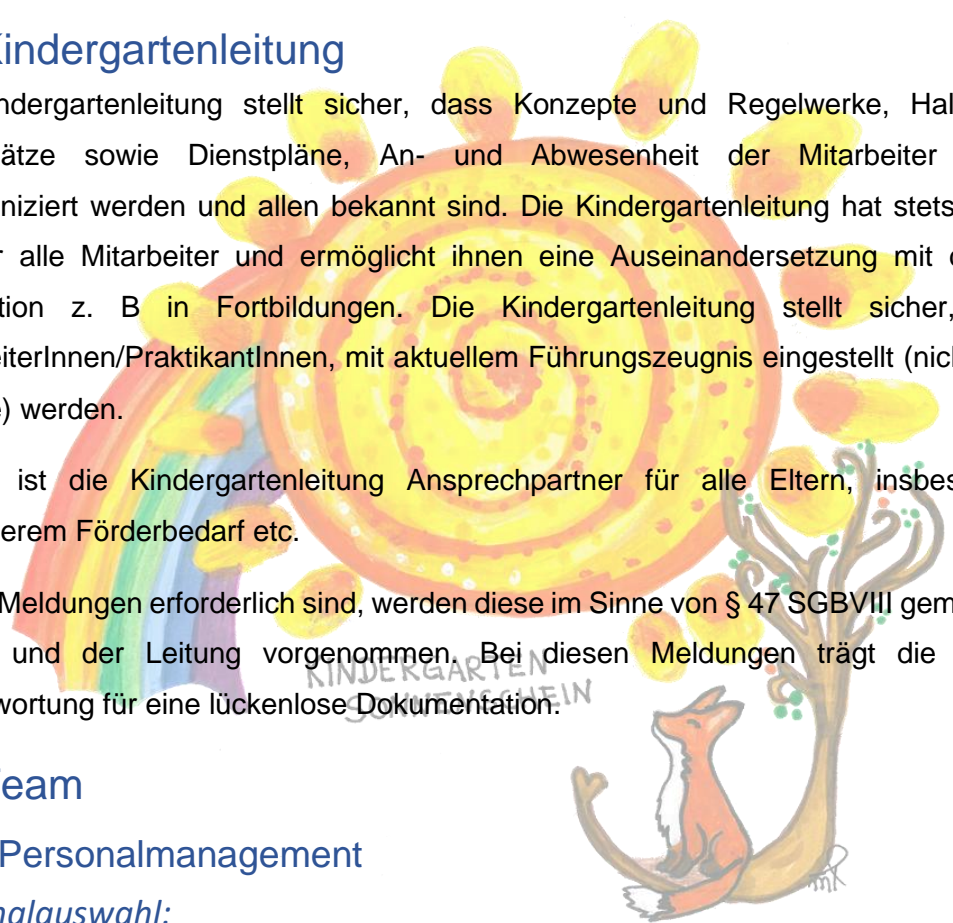 Kindergartenleitung
ndergartenleitung stellt sicher, dass Konzepte und Regelwerke, Hal
ätze sowie Dienstpläne, An- und Abwesenheit der Mitarbeiter
niziert werden und allen bekannt sind. Die Kindergartenleitung hat stets
r alle Mitarbeiter und ermöglicht ihnen eine Auseinandersetzung mit
tion z. B in Fortbildungen. Die Kindergartenleitung stellt sicher,
eiterInnen/PraktikantInnen, mit aktuellem Führungszeugnis eingestellt (nich
e) werden.
ist die Kindergartenleitung Ansprechpartner für alle Eltern, insbes
erem Förderbedarf etc.
Meldungen erforderlich sind, werden diese im Sinne von § 47 SGBVIII gem
und der Leitung vorgenommen. Bei diesen Meldungen trägt die
wortung für eine lückenlose Dokumentation.
KINDERGARTEN
SONNENSCHEIN
Team
Personalmanagement
nalauswahl: